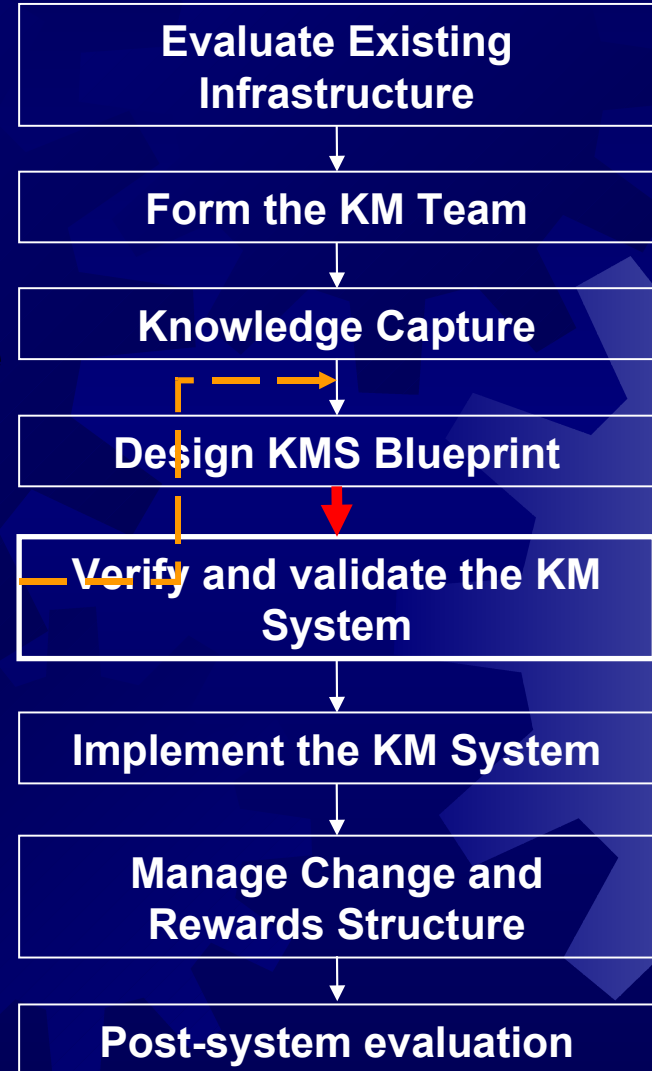 Evaluate Existing
Infrastructure
Form the KM Team
Knowledge Capture
Design KMS Blueprint
Verify and validate the KM
System
Implement the KM System
Manage Change and
Rewards Structure
Post-system evaluation